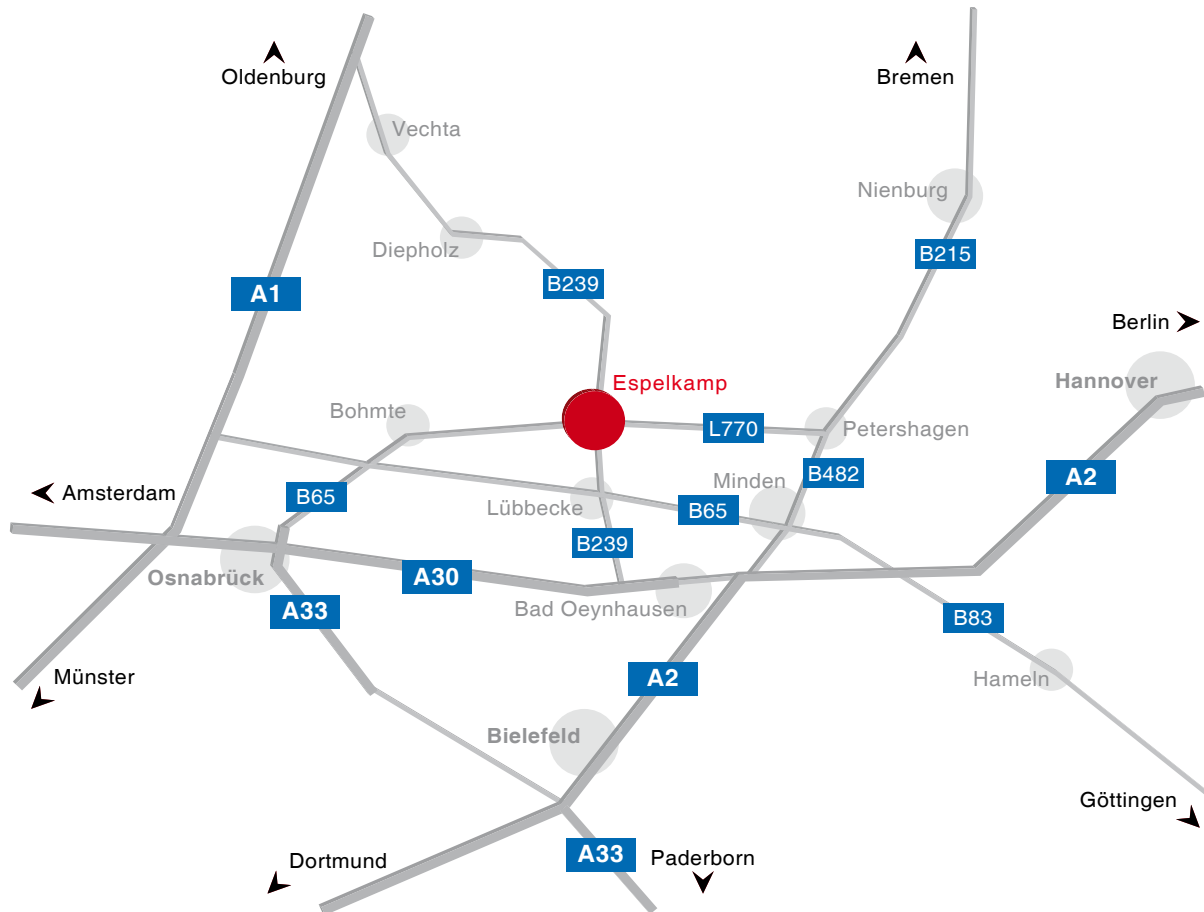 Oldenburg
Bremen
Vechta
Nienburg
Diepholz
B215
B239
A1
Berlin
Hannover
Espelkamp
Bohmte
L770
Petershagen
B482
A2
Minden
Amsterdam
B65
Lübbecke
B65
B239
Osnabrück
A30
Bad Oeynhausen
A33
B83
Münster
A2
Hameln
Bielefeld
Göttingen
Dortmund
A33
Paderborn